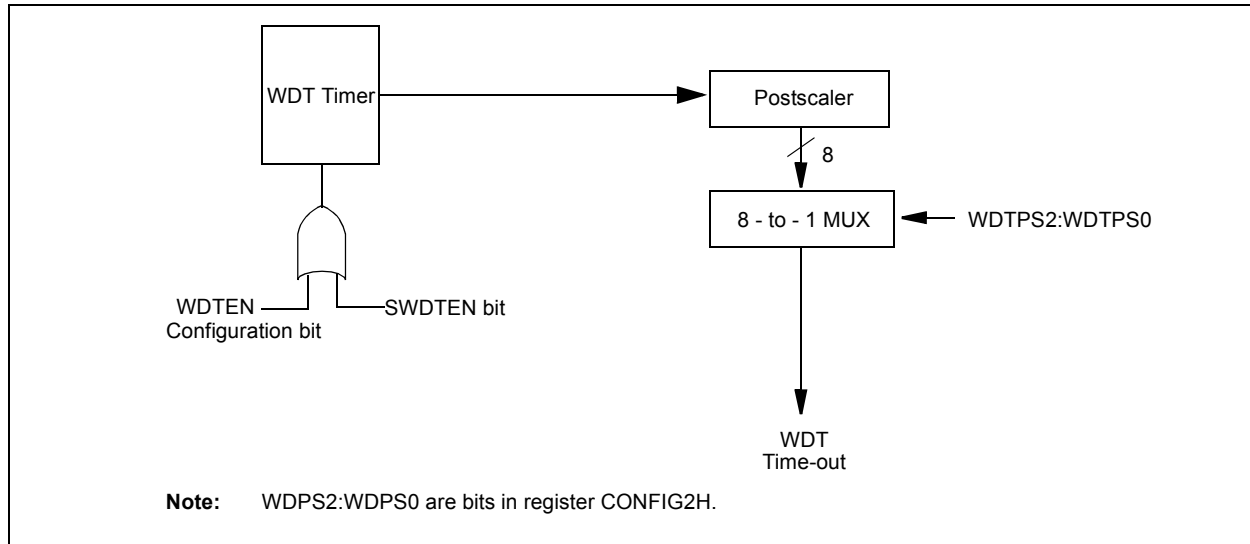 WDT Timer
Postscaler
8
8 - to - 1 MUX
WDTPS2:WDTPS0
WDTEN
Configuration bit
SWDTEN bit
WDT
Time-out
Note: WDPS2:WDPS0 are bits in register CONFIG2H.